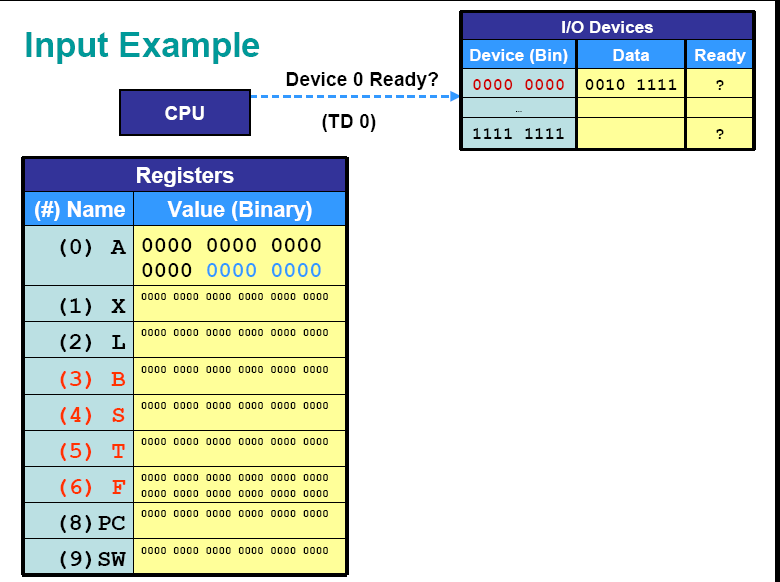 Input Example
CPU
Device 0 Ready?
(TD 0)
I/O Devices
Device (Bin) Data Ready
0000 0000 0010 1111 ?
...
1111 1111 ?
Registers
(#) Name Value (Binary)
(0) A 0000 0000 0000
0000 0000 0000
(1) X 0000 0000 0000 0000 0000 0000
(2) L 0000 0000 0000 0000 0000 0000
(3) B 0000 0000 0000 0000 0000 0000
(4) S 0000 0000 0000 0000 0000 0000
(5) T 0000 0000 0000 0000 0000 0000
(6) F 0000 0000 0000 0000 0000 0000
0000 0000 0000 0000 0000 0000
(8) PC 0000 0000 0000 0000 0000 0000
(9) SW 0000 0000 0000 0000 0000 0000